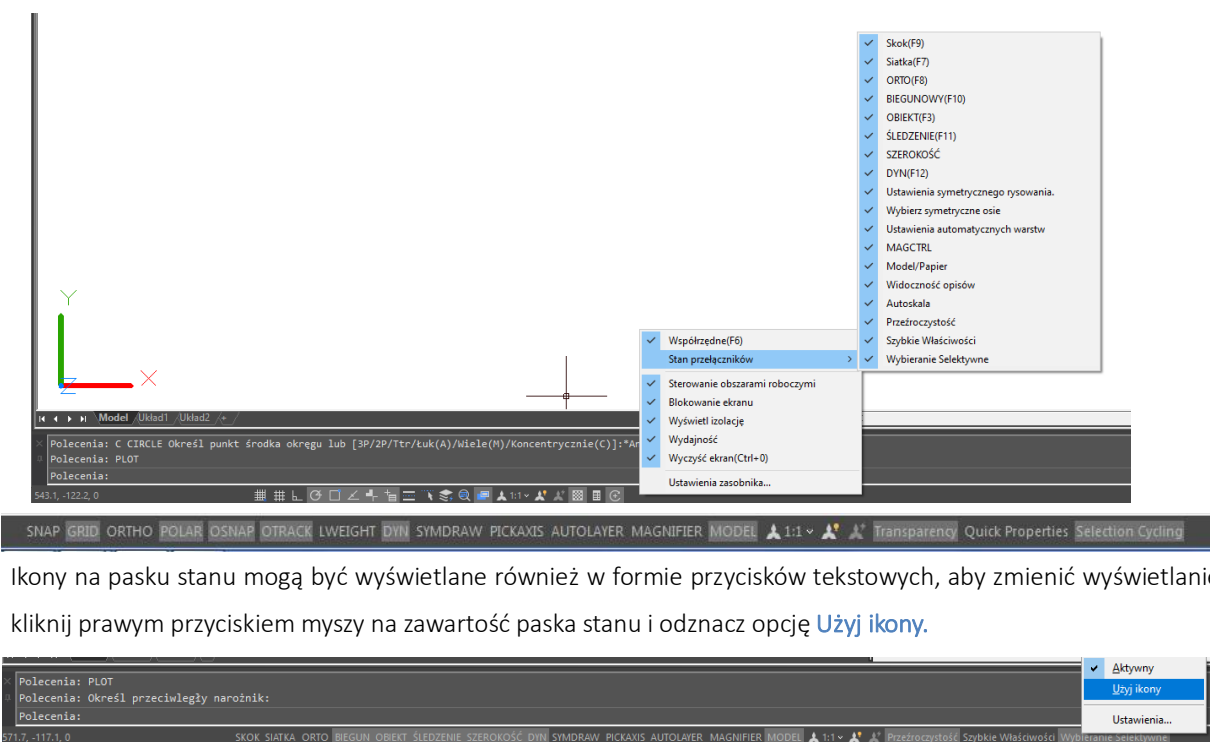 Skok(F9)
Siatka(F7)
ORTO(F8)
BIEGUNOWY(F10)
OBIEKT(F3)
ŚLEDZENIE(F11)
SZEROKOŚĆ
DYN(F12)
Ustawienia symetrycznego rysowania.
Wybierz symetryczne osie
Ustawienia automatycznych warstw
MAGCTRL
Model/Papier
Widoczność opisów
Autoskala
Przeźroczystość
Szybkie Właściwości
Wybieranie Selektywne
Współrzędne(F6)
Stan przełączników
Sterowanie obszarami roboczymi
Blokowanie ekranu
Wyświetl izolację
Wydajność
Wyczyść ekran(Ctrl+0)
Ustawienia zasobnika...
Y
X
Z
Model Układ1 Układ2 +
Polecenia: C CIRCLE Określ punkt środka okręgu lub [3P/2P/Ttr/Łuk(A)/Wiele(M)/Koncentrycznie(C)]:*An
Polecenia: PLOT
Polecenia:
543.1, -122.2, 0 1:1
SNAP GRID ORTHO POLAR OSNAP OTRACK LWEIGHT DYN SYMDRAW PICKAXIS AUTOLAYER MAGNIFIER MODEL 1:1 Transparency Quick Properties Selection Cycling
Ikony na pasku stanu mogą być wyświetlane również w formie przycisków tekstowych, aby zmienić wyświetlanie
kliknij prawym przyciskiem myszy na zawartość paska stanu i odznacz opcję Użyj ikony.
Polecenia: PLOT
Polecenia: Określ przeciwległy narożnik:
Polecenia:
Aktywny
Użyj ikony
Ustawienia...
571.7, -117.1, 0 SKOK SIATKA ORTO BIEGUN OBIEKT ŚLEDZENIE SZEROKOŚĆ DYN SYMDRAW PICKAXIS AUTOLAYER MAGNIFIER MODEL 1:1 Przeźroczystość Szybkie Właściwości Wybieranie Selektywne